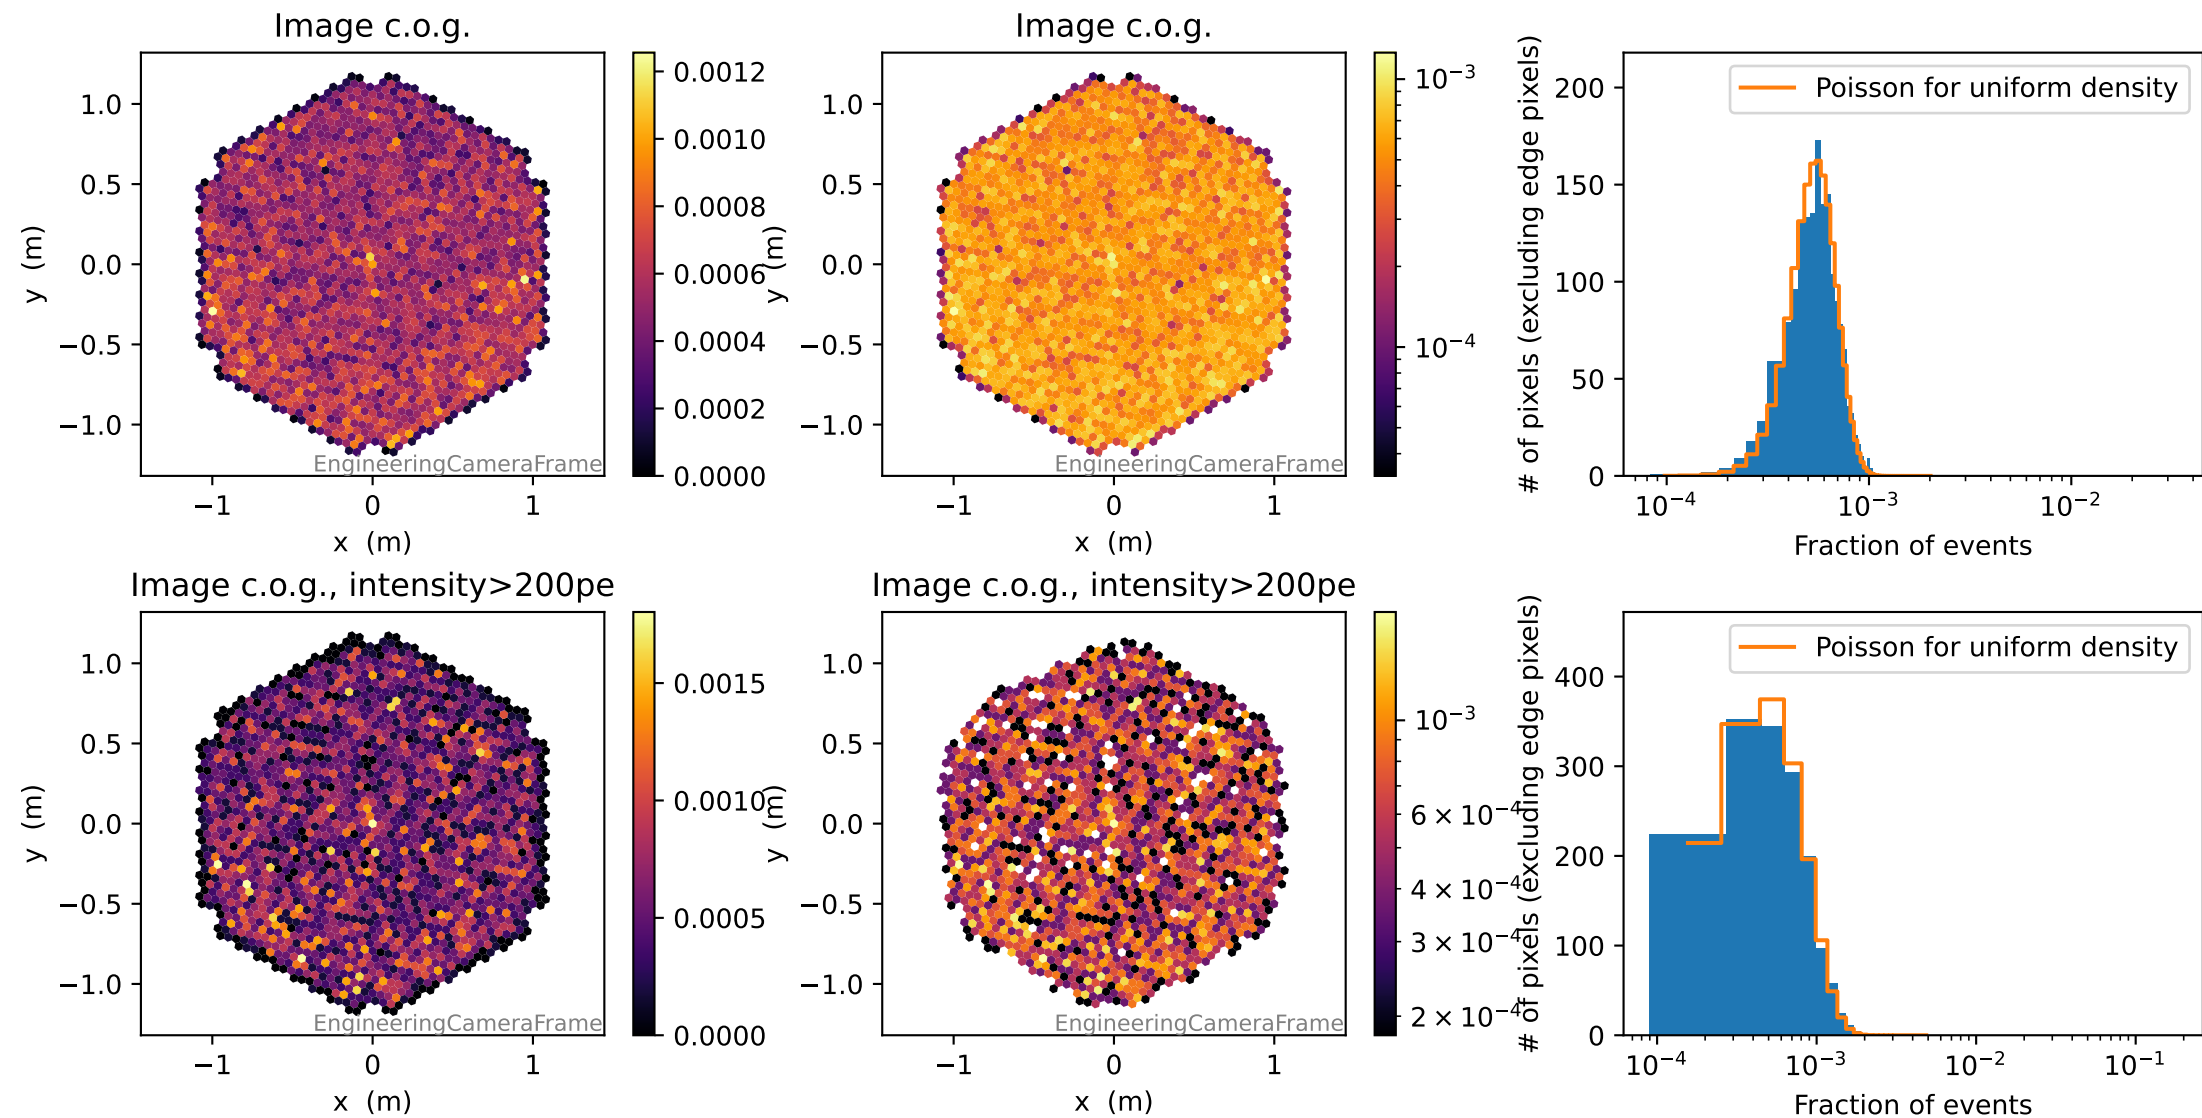 Image c.o.g.
1.0
0.5
0.0
−0.5
−1.0
y (m)
−1 0 1
x (m)
EngineeringCameraFrame
0.0012
0.0010
0.0008
0.0006
0.0004
0.0002
0.0000
Image c.o.g.
1.0
0.5
0.0
−0.5
−1.0
y (m)
−1 0 1
x (m)
EngineeringCameraFrame
10⁻³
10⁻⁴
Poisson for uniform density
200
150
100
50
0
# of pixels (excluding edge pixels)
10⁻⁴ 10⁻³ 10⁻²
Fraction of events
Image c.o.g., intensity>200pe
1.0
0.5
0.0
−0.5
−1.0
y (m)
−1 0 1
x (m)
EngineeringCameraFrame
0.0015
0.0010
0.0005
0.0000
Image c.o.g., intensity>200pe
1.0
0.5
0.0
−0.5
−1.0
y (m)
−1 0 1
x (m)
EngineeringCameraFrame
10⁻³
6 × 10⁻⁴
4 × 10⁻⁴
3 × 10⁻⁴
2 × 10⁻⁴
Poisson for uniform density
400
300
200
100
0
# of pixels (excluding edge pixels)
10⁻⁴ 10⁻³ 10⁻² 10⁻¹
Fraction of events